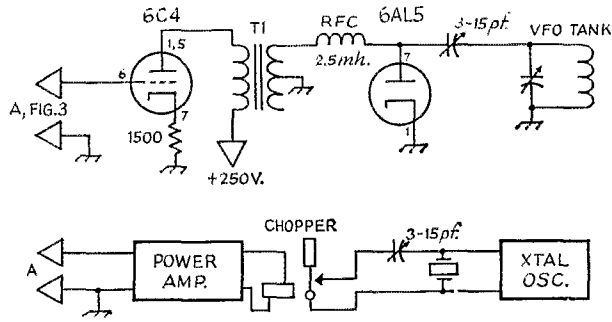 6C4
1,5
6
7
A, FIG.3
1500
T1
+250V.
RFC
2.5mh.
6AL5
7
1
3-15pf.
VFO TANK
A
POWER
AMP.
CHOPPER
3-15pf.
XTAL
OSC.